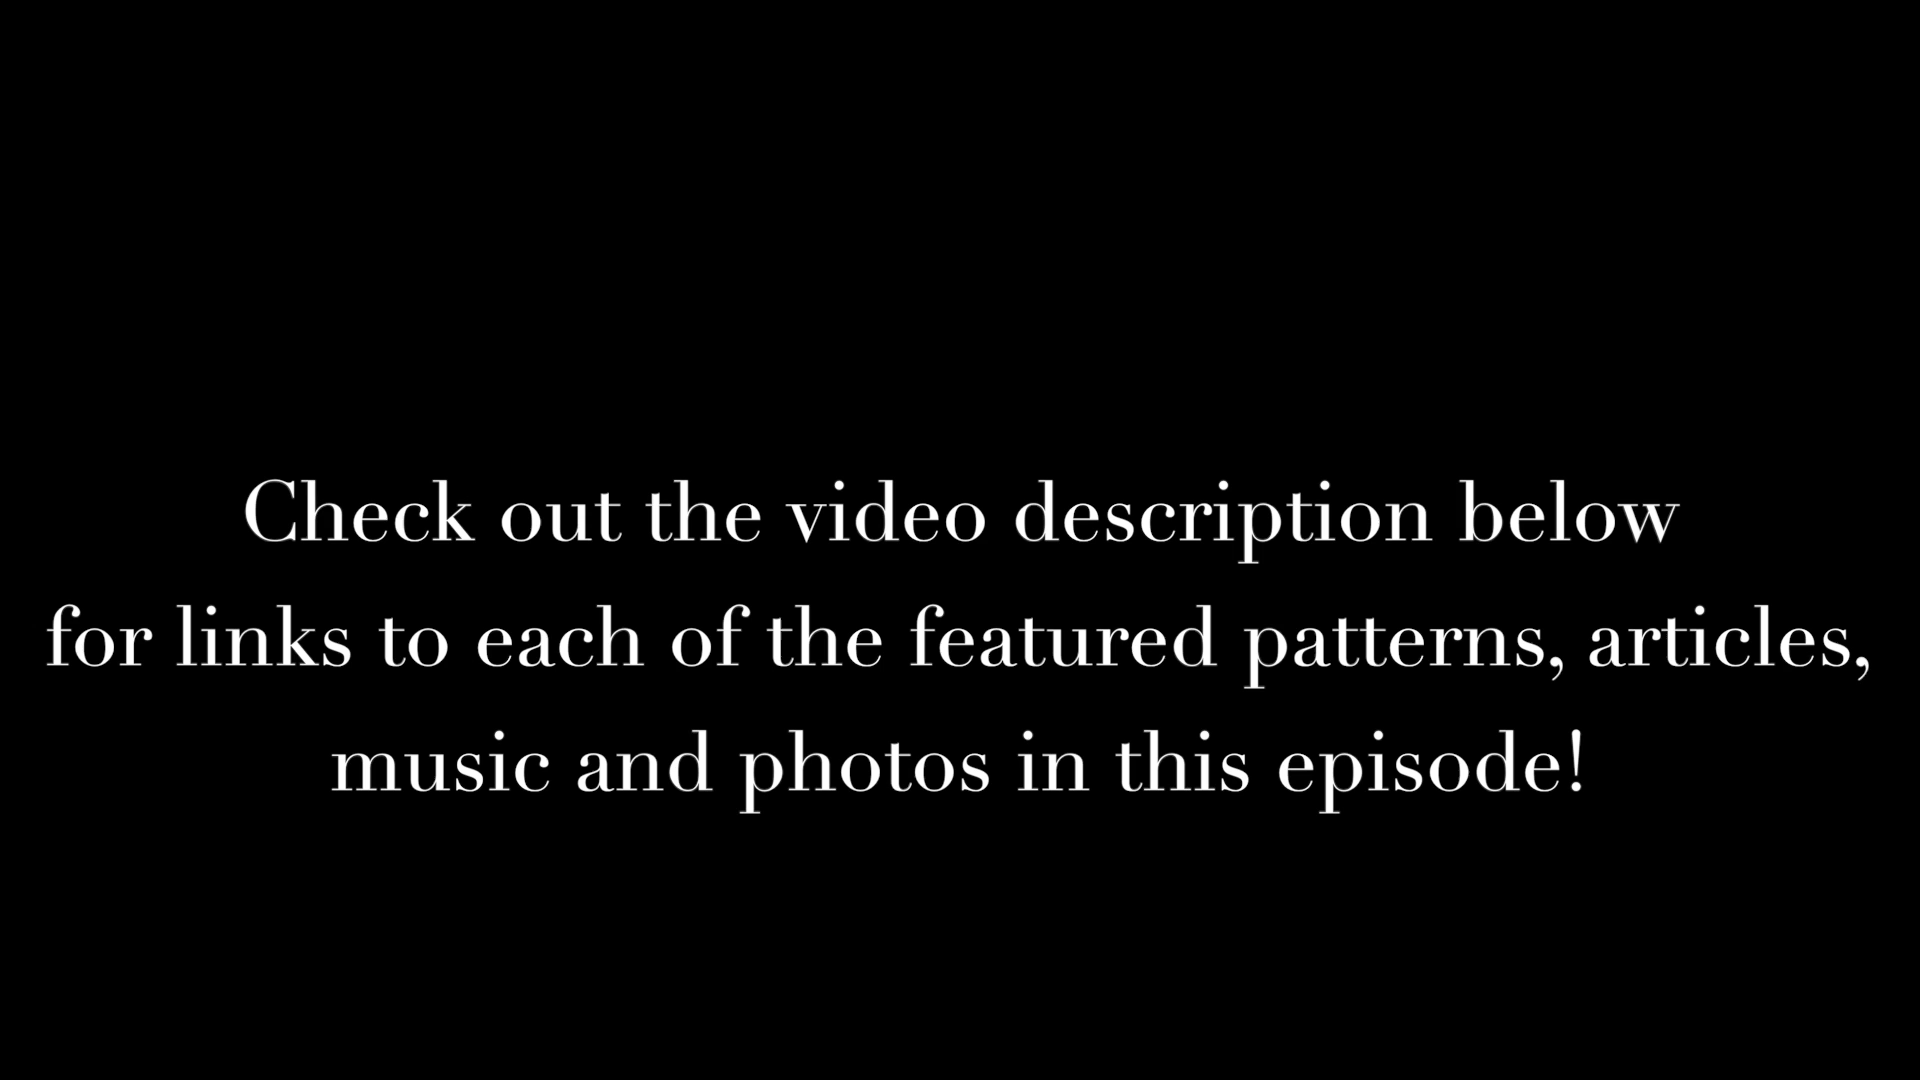 Check out the video description below
for links to each of the featured patterns, articles,
music and photos in this episode!